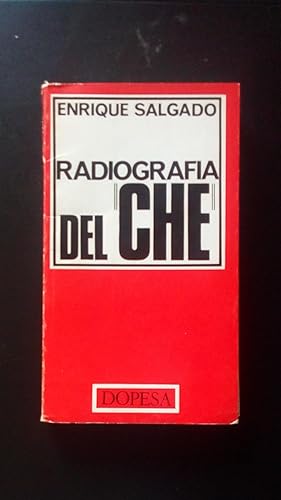 ENRIQUE SALGADO
RADIOGRAFIA
DEL "CHE"
DOPESA